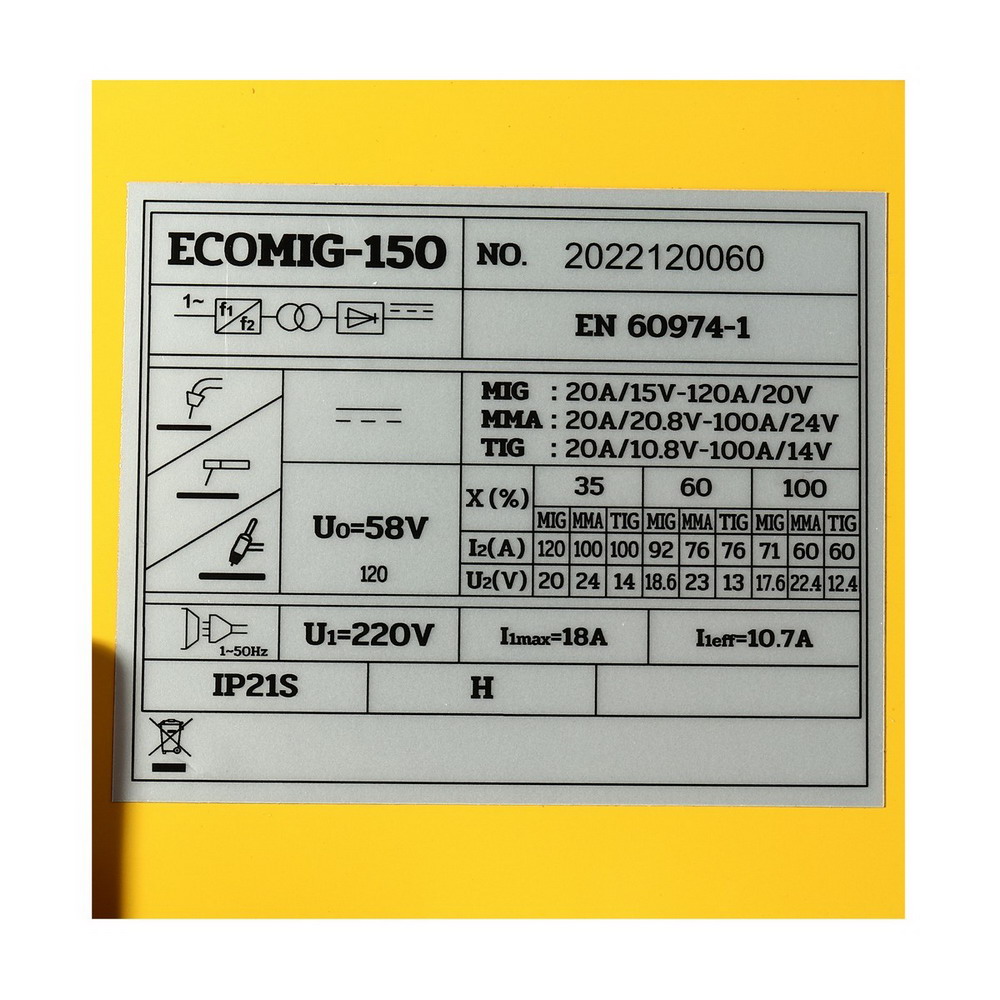 ECOMIG-150
NO. 2022120060
1~
f1
f2
EN 60974-1
MIG : 20A/15V-120A/20V
MMA : 20A/20.8V-100A/24V
TIG : 20A/10.8V-100A/14V
X (%) 35 60 100
MIG MMA TIG MIG MMA TIG MIG MMA TIG
I2(A) 120 100 100 92 76 76 71 60 60
U2(V) 20 24 14 18.6 23 13 17.6 22.4 12.4
U0=58V
120
1~50Hz
U1=220V
I1max=18A
I1eff=10.7A
IP21S
H